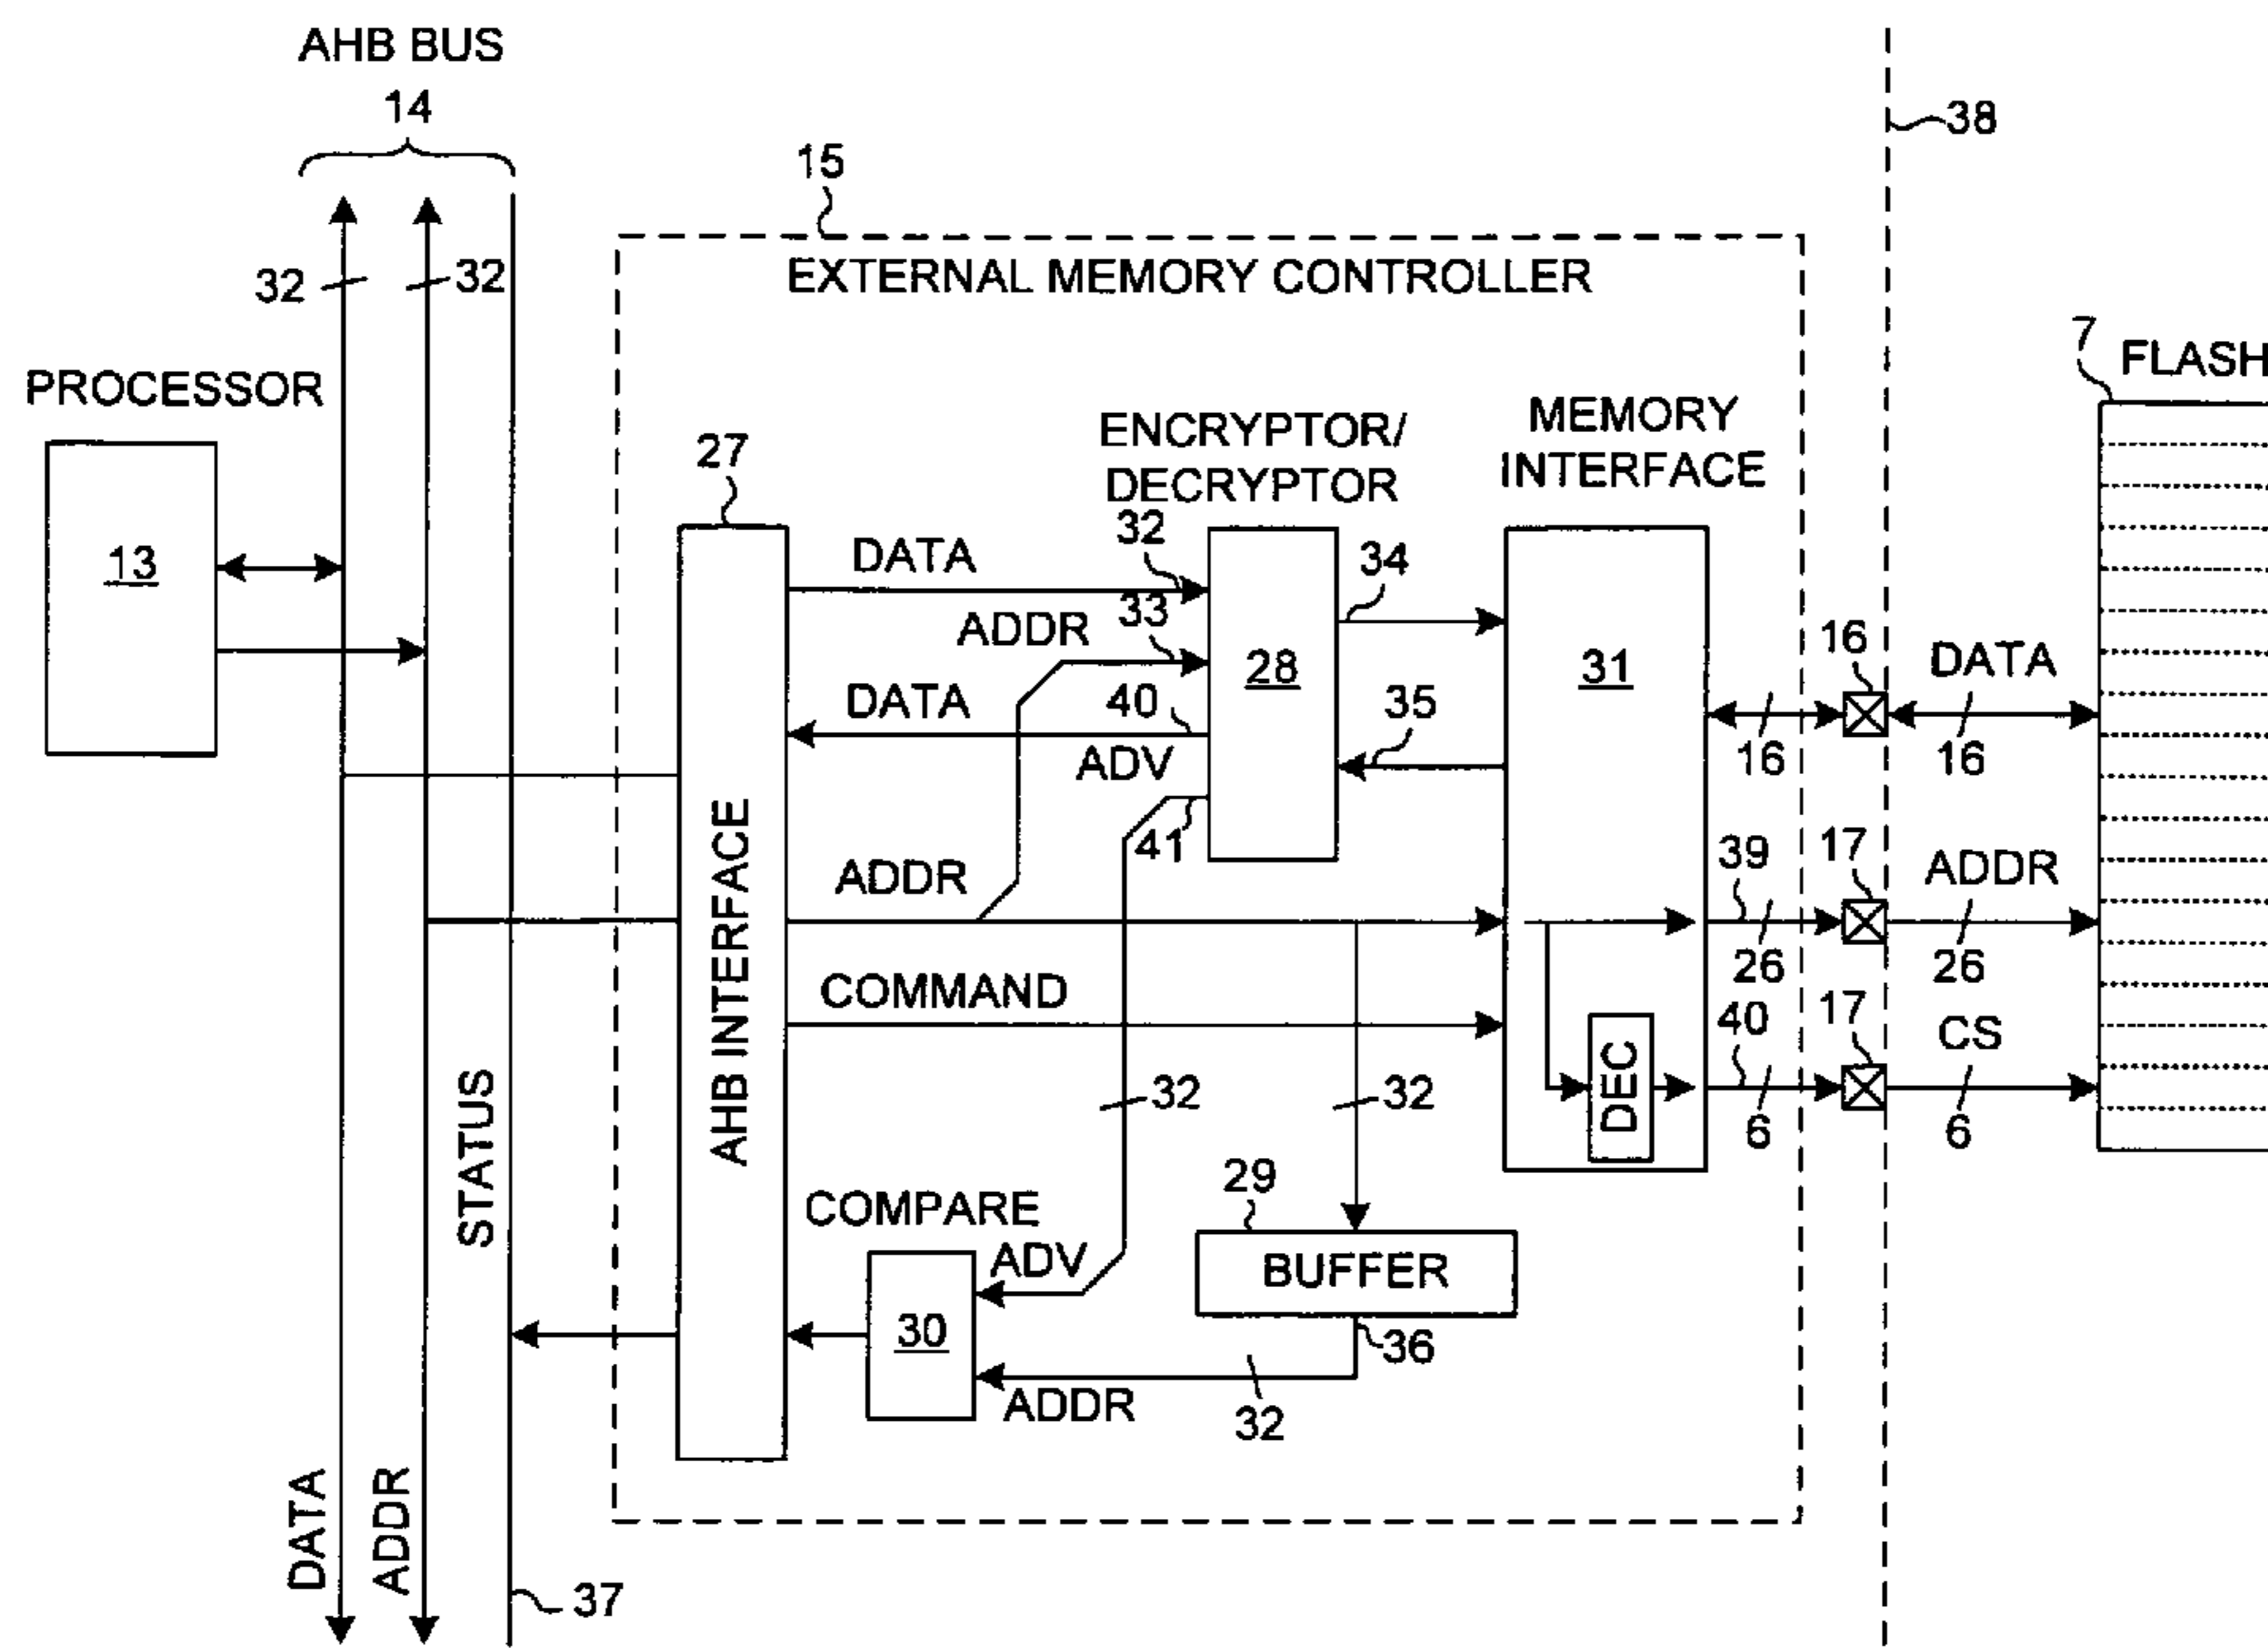 AHB BUS
14
38
15
32
32
EXTERNAL MEMORY CONTROLLER
7
FLASH
PROCESSOR
MEMORY
INTERFACE
ENCRYPTOR/
DECRYPTOR
27
32
13
DATA
34
33
ADDR
28
31
16
DATA
DATA
40
35
16
16
ADV
41
ADDR
39
17
ADDR
26
26
AHB INTERFACE
COMMAND
40
17
CS
DEC
32
32
6
6
STATUS
29
COMPARE
ADV
BUFFER
30
36
ADDR
32
DATA
ADDR
37